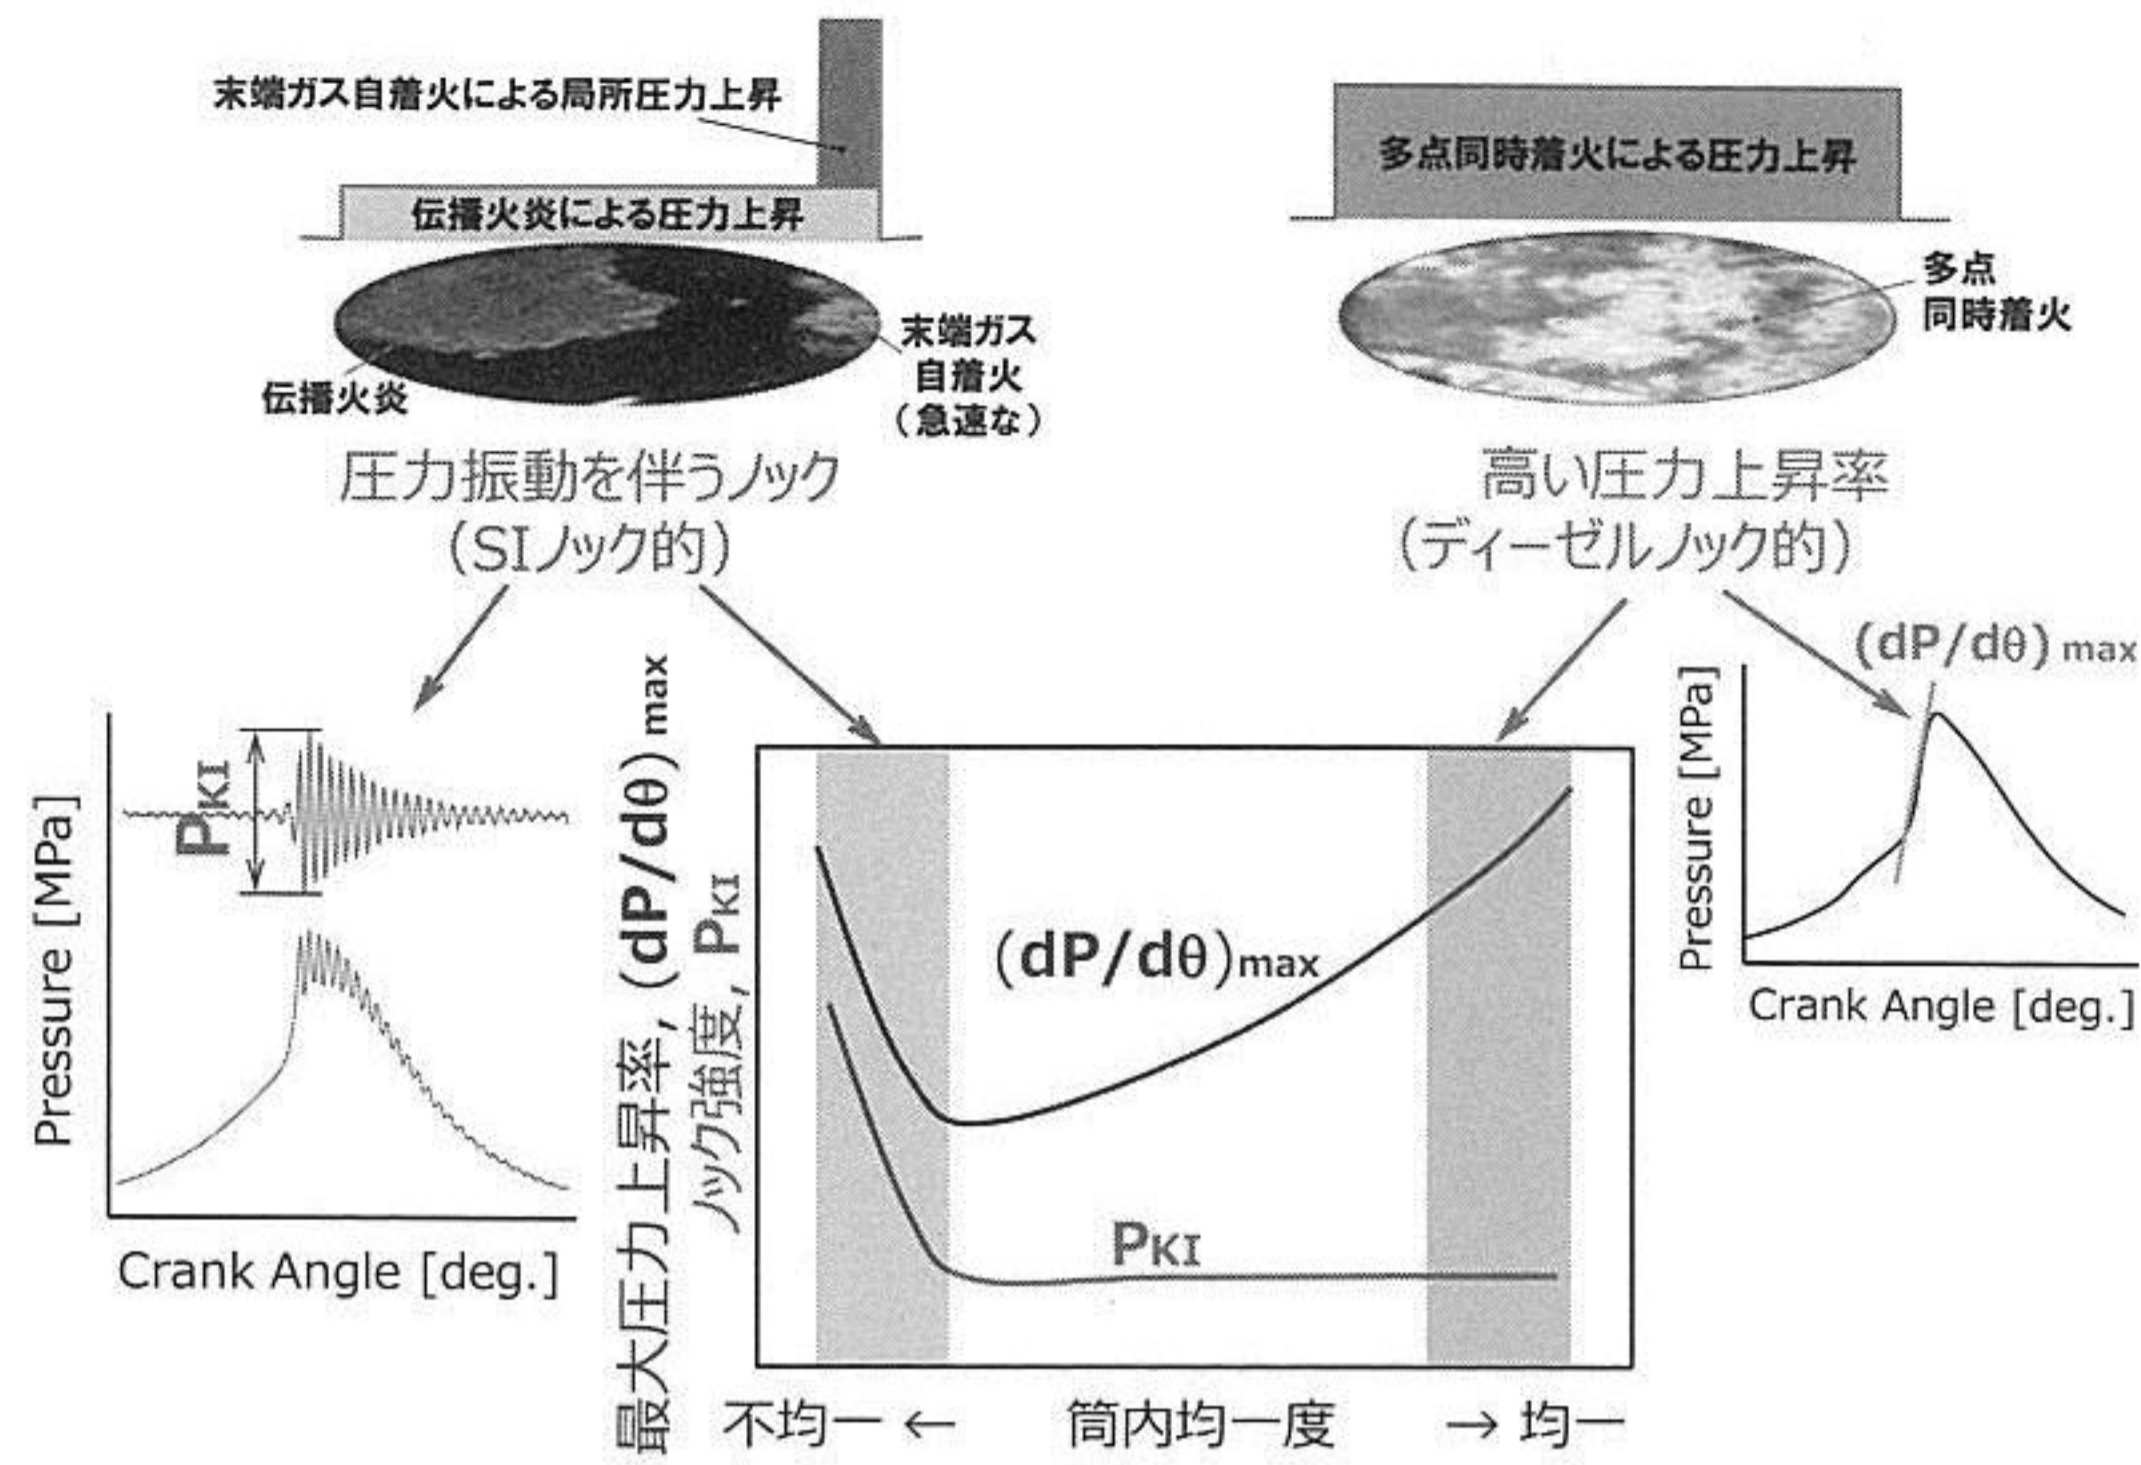 末端ガス自着火による局所圧力上昇
伝播火炎による圧力上昇
伝播火炎
末端ガス
自着火
（急速な）
圧力振動を伴うノック
（SIノック的）
多点同時着火による圧力上昇
多点
同時着火
高い圧力上昇率
（ディーゼルノック的）
Pressure [MPa]
PKI
Crank Angle [deg.]
最大圧力上昇率, (dP/dθ)max
ノック強度, PKI
(dP/dθ)max
PKI
不均一 ← 筒内均一度 → 均一
(dP/dθ) max
Pressure [MPa]
Crank Angle [deg.]